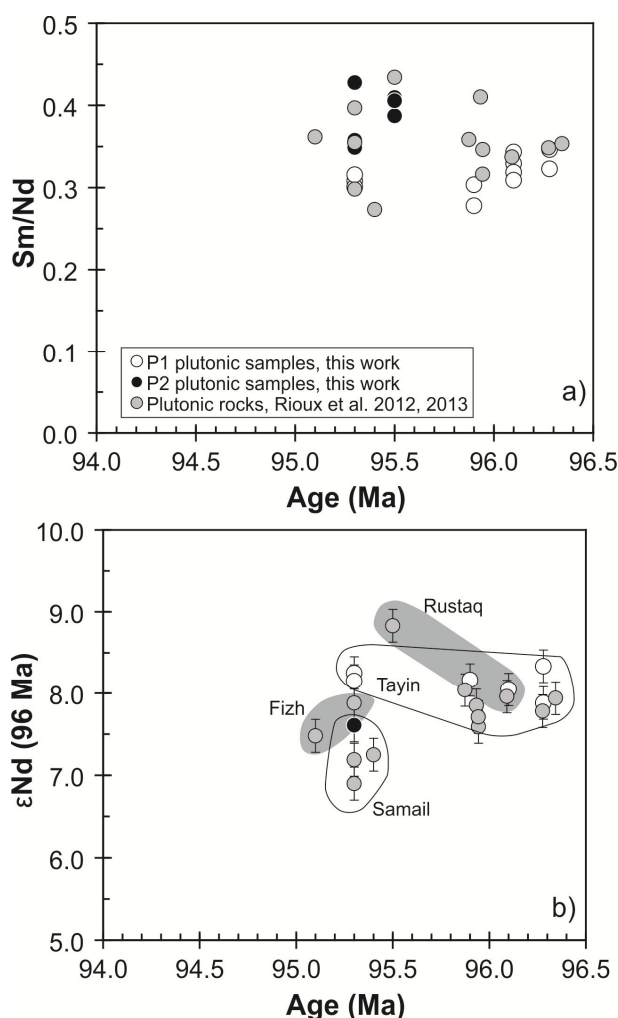 0.5
0.4
0.3
0.2
0.1
0.0
Sm/Nd
P1 plutonic samples, this work
P2 plutonic samples, this work
Plutonic rocks, Rioux et al. 2012, 2013
a)
94.0 94.5 95.0 95.5 96.0 96.5
Age (Ma)
10.0
9.0
8.0
7.0
6.0
5.0
εNd (96 Ma)
Rustaq
Tayin
Fizh
Samail
b)
94.0 94.5 95.0 95.5 96.0 96.5
Age (Ma)